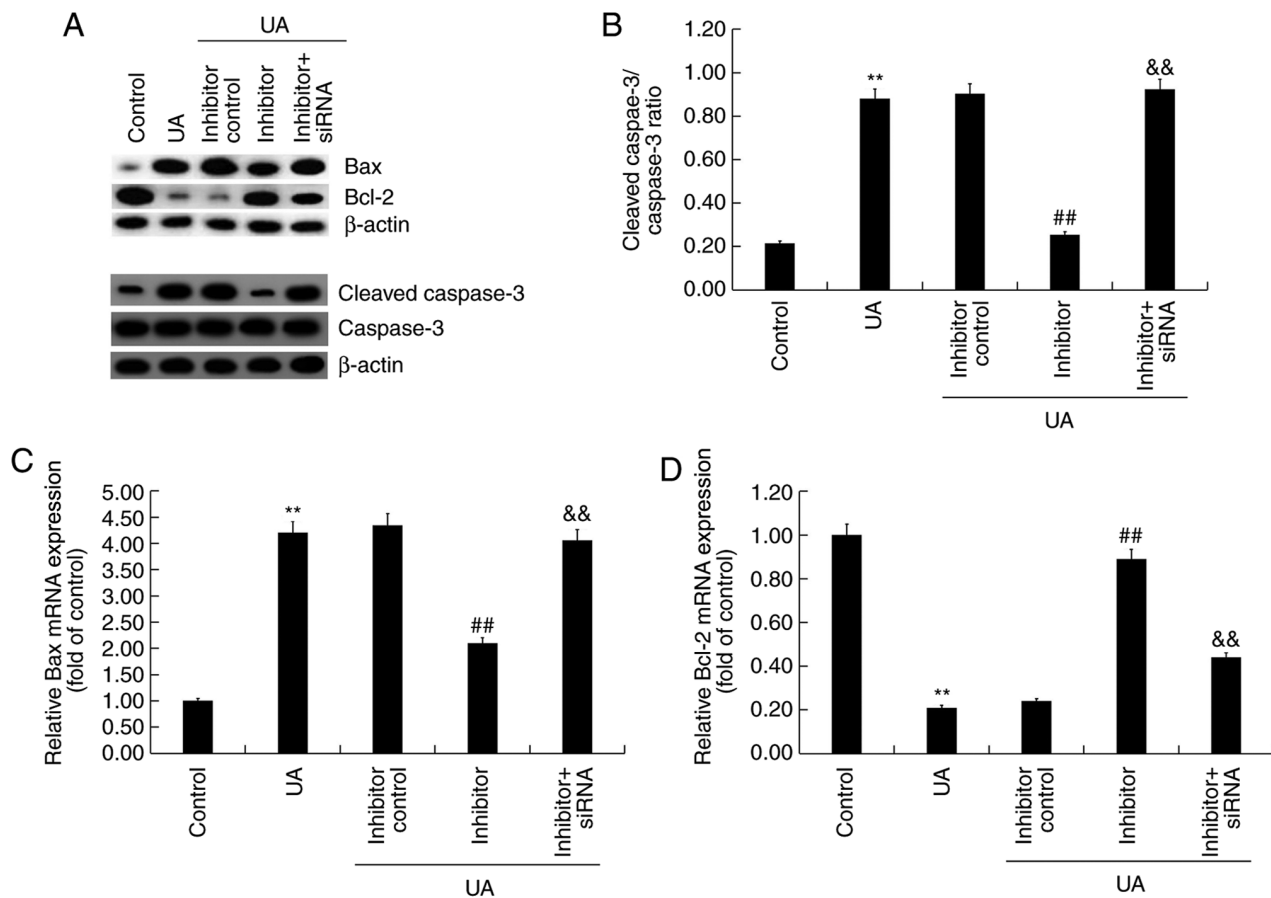 A
UA
Control
UA
Inhibitor
control
Inhibitor
Inhibitor+
siRNA
Bax
Bcl-2
β-actin
Cleaved caspase-3
Caspase-3
β-actin
B
Cleaved caspae-3/
caspase-3 ratio
1.20
1.00
0.80
0.60
0.40
0.20
0.00
**
##
&&
Control
UA
Inhibitor
control
Inhibitor
Inhibitor+
siRNA
UA
C
Relative Bax mRNA expression
(fold of control)
5.00
4.50
4.00
3.50
3.00
2.50
2.00
1.50
1.00
0.50
0.00
**
##
&&
Control
UA
Inhibitor
control
Inhibitor
Inhibitor+
siRNA
UA
D
Relative Bcl-2 mRNA expression
(fold of control)
1.20
1.00
0.80
0.60
0.40
0.20
0.00
**
##
&&
Control
UA
Inhibitor
control
Inhibitor
Inhibitor+
siRNA
UA